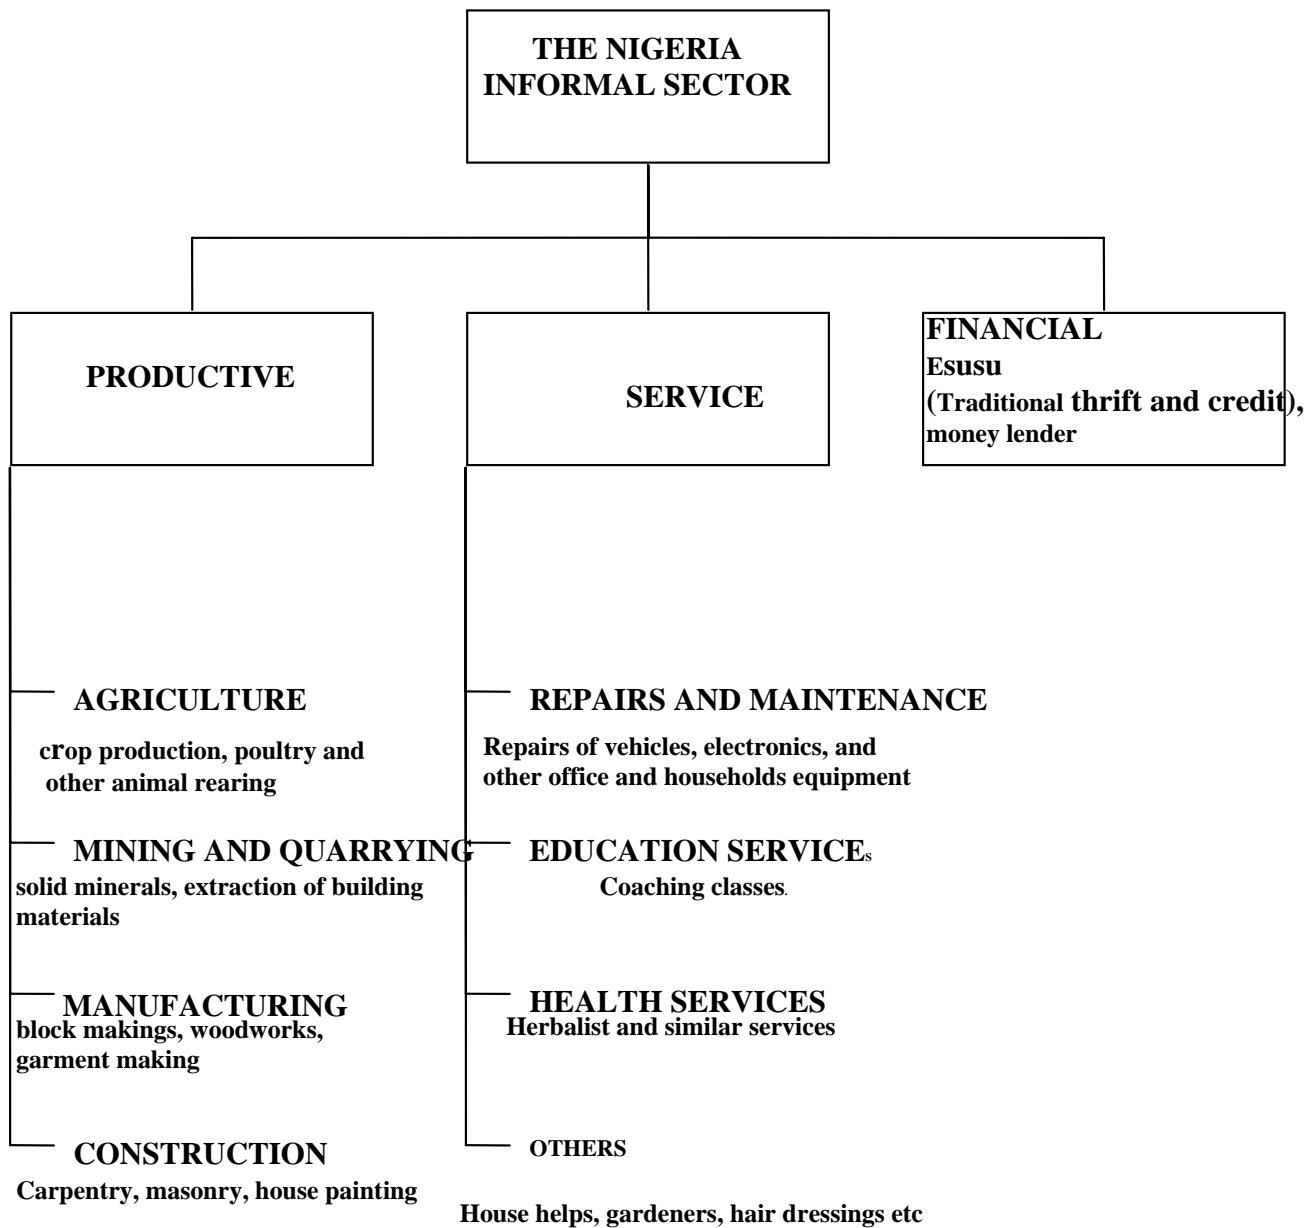 THE NIGERIA
INFORMAL SECTOR
PRODUCTIVE
SERVICE
FINANCIAL
Esusu
(Traditional thrift and credit),
money lender
AGRICULTURE
crop production, poultry and
other animal rearing
MINING AND QUARRYING
solid minerals, extraction of building
materials
MANUFACTURING
block makings, woodworks,
garment making
CONSTRUCTION
Carpentry, masonry, house painting
REPAIRS AND MAINTENANCE
Repairs of vehicles, electronics, and
other office and households equipment
EDUCATION SERVICEs
Coaching classes.
HEALTH SERVICES
Herbalist and similar services
OTHERS
House helps, gardeners, hair dressings etc